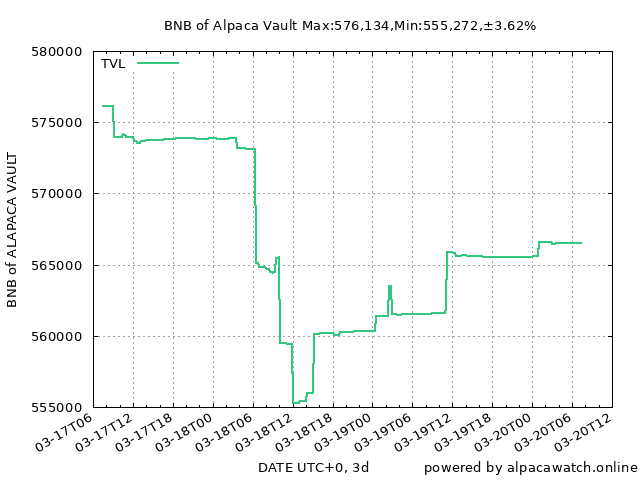 BNB of Alpaca Vault Max:576,134,Min:555,272,±3.62%
580000
575000
570000
565000
560000
555000
BNB of ALAPACA VAULT
TVL
03-17T06
03-17T12
03-17T18
03-18T00
03-18T06
03-18T12
03-18T18
03-19T00
03-19T06
03-19T12
03-19T18
03-20T00
03-20T06
03-20T12
DATE UTC+0, 3d
powered by alpacawatch.online